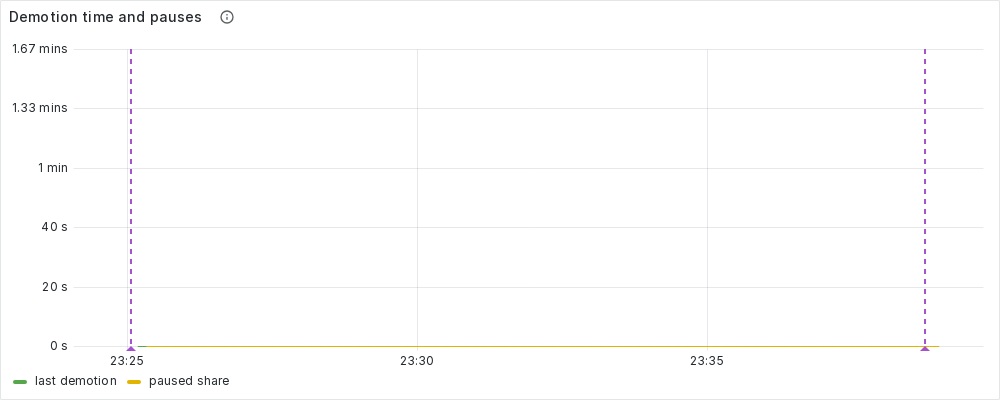 Demotion time and pauses
1.67 mins
1.33 mins
1 min
40 s
20 s
0 s
23:25 23:30 23:35
last demotion paused share